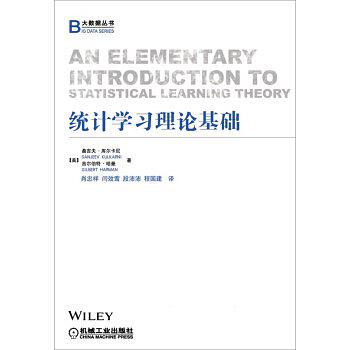 B 大数据丛书
BIG DATA SERIES
AN ELEMENTARY
INTRODUCTION TO
STATISTICAL LEARNING THEORY
统计学习理论基础
桑吉夫·库尔卡尼
SANJEEV KULKARNI
[美] 著
吉尔伯特·哈曼
GILBERT HARMAN
肖忠祥 闫效莺 段沛沛 程国建 译
WILEY
机械工业出版社
CHINA MACHINE PRESS